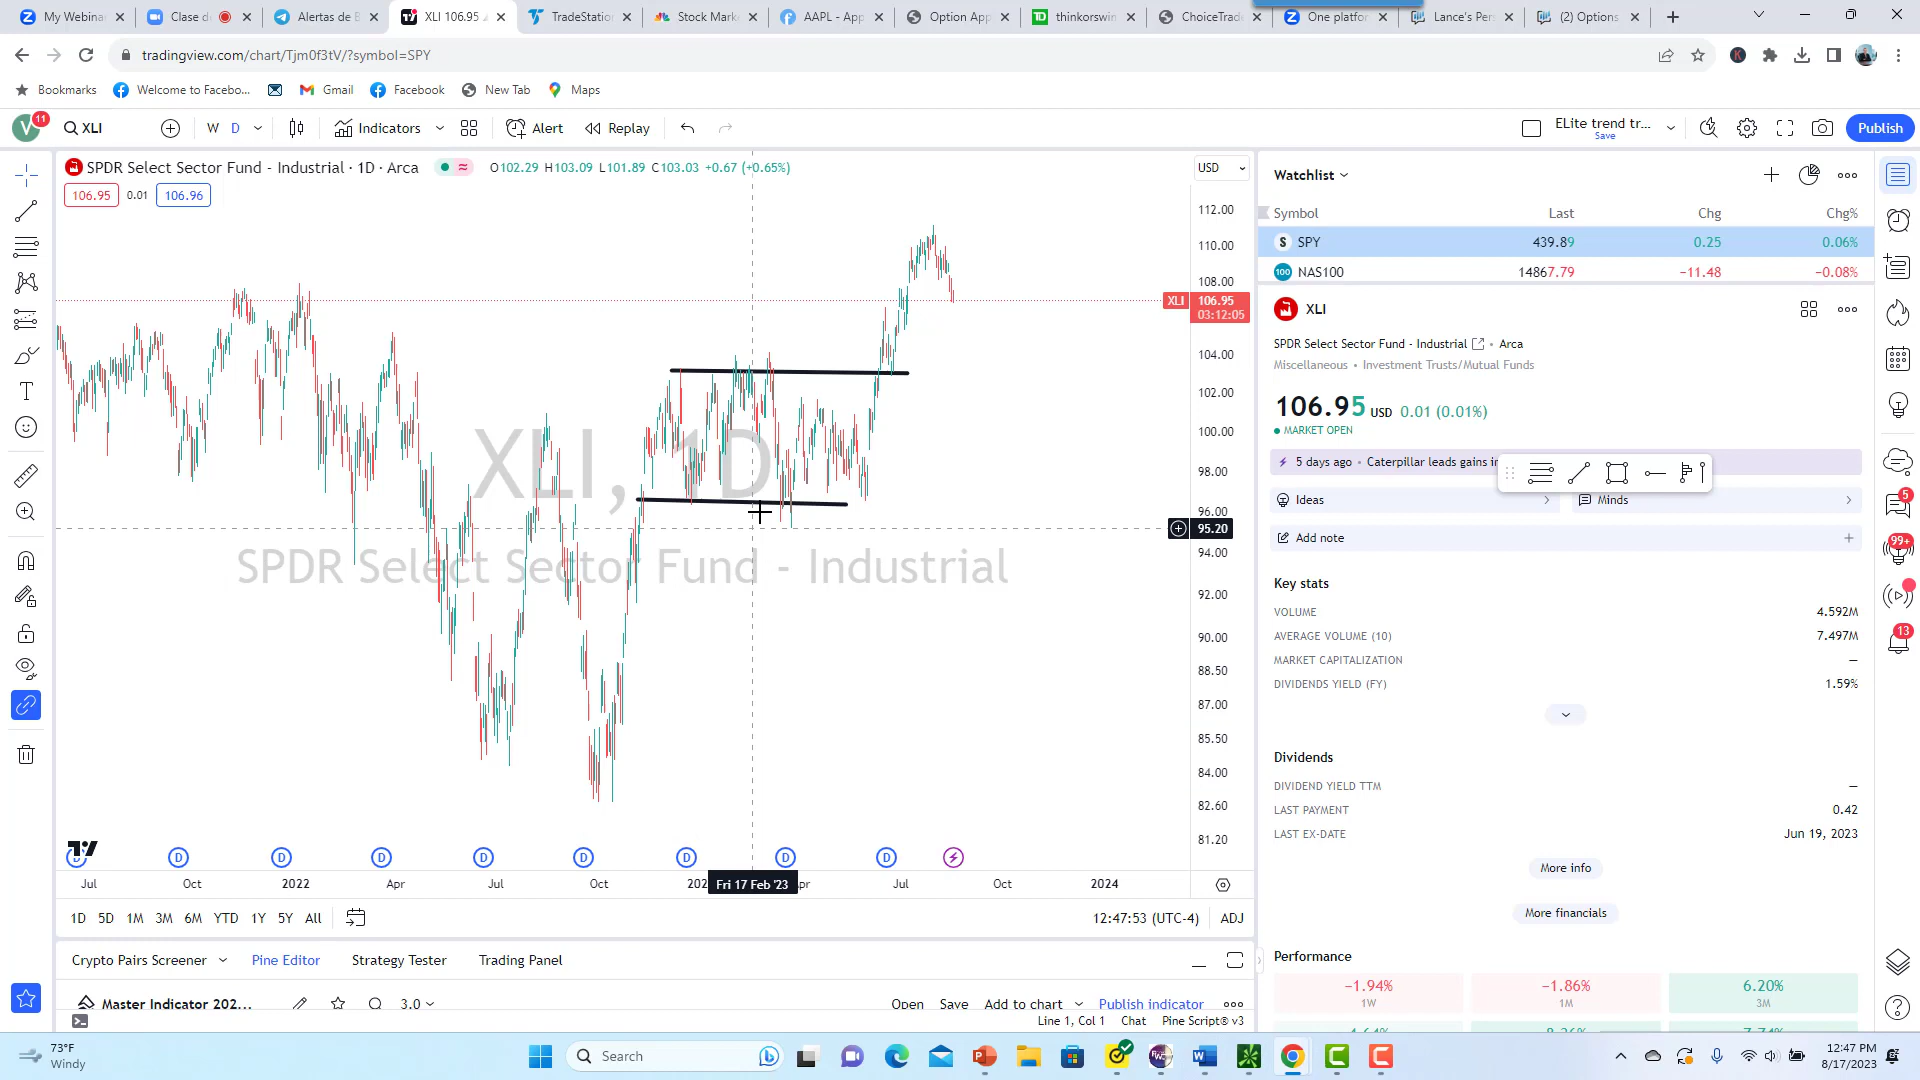 My Webinar
Clase d
Alertas de B
XLI 106.95
TradeStation
Stock Mark
AAPL - App
Option App
thinkorswim
ChoiceTrad
One platfor
Lance's Pers
(2) Options
tradingview.com/chart/Tjm0f3tV/?symbol=SPY
Bookmarks
Welcome to Facebo...
Gmail
Facebook
New Tab
Maps
V
11
XLI
W
D
Indicators
Alert
Replay
ELite trend tr...
Save
Publish
SPDR Select Sector Fund - Industrial · 1D · Arca
O102.29 H103.09 L101.89 C103.03 +0.67 (+0.65%)
106.95
0.01
106.96
USD
112.00
110.00
108.00
XLI
106.95
03:12:05
104.00
102.00
100.00
98.00
96.00
95.20
94.00
92.00
90.00
88.50
87.00
85.50
84.00
82.60
81.20
XLI, 1D
SPDR Select Sector Fund - Industrial
D
D
D
D
D
D
D
D
D
Jul
Oct
2022
Apr
Jul
Oct
202
Fri 17 Feb '23
pr
Jul
Oct
2024
1D
5D
1M
3M
6M
YTD
1Y
5Y
All
12:47:53 (UTC-4)
ADJ
Crypto Pairs Screener
Pine Editor
Strategy Tester
Trading Panel
Master Indicator 202...
3.0
Open
Save
Add to chart
Publish indicator
Line 1, Col 1
Chat
Pine Script® v3
Watchlist
Symbol
Last
Chg
Chg%
S
SPY
439.89
0.25
0.06%
100
NAS100
14867.79
−11.48
−0.08%
XLI
SPDR Select Sector Fund - Industrial
Arca
Miscellaneous • Investment Trusts/Mutual Funds
106.95 USD 0.01 (0.01%)
MARKET OPEN
5 days ago • Caterpillar leads gains in
Ideas
Minds
Add note
Key stats
VOLUME
4.592M
AVERAGE VOLUME (10)
7.497M
MARKET CAPITALIZATION
—
DIVIDENDS YIELD (FY)
1.59%
Dividends
DIVIDEND YIELD TTM
—
LAST PAYMENT
0.42
LAST EX-DATE
Jun 19, 2023
More info
More financials
Performance
−1.94%
1W
−1.86%
1M
6.20%
3M
5
99+
13
73°F
Windy
Search
12:47 PM
8/17/2023